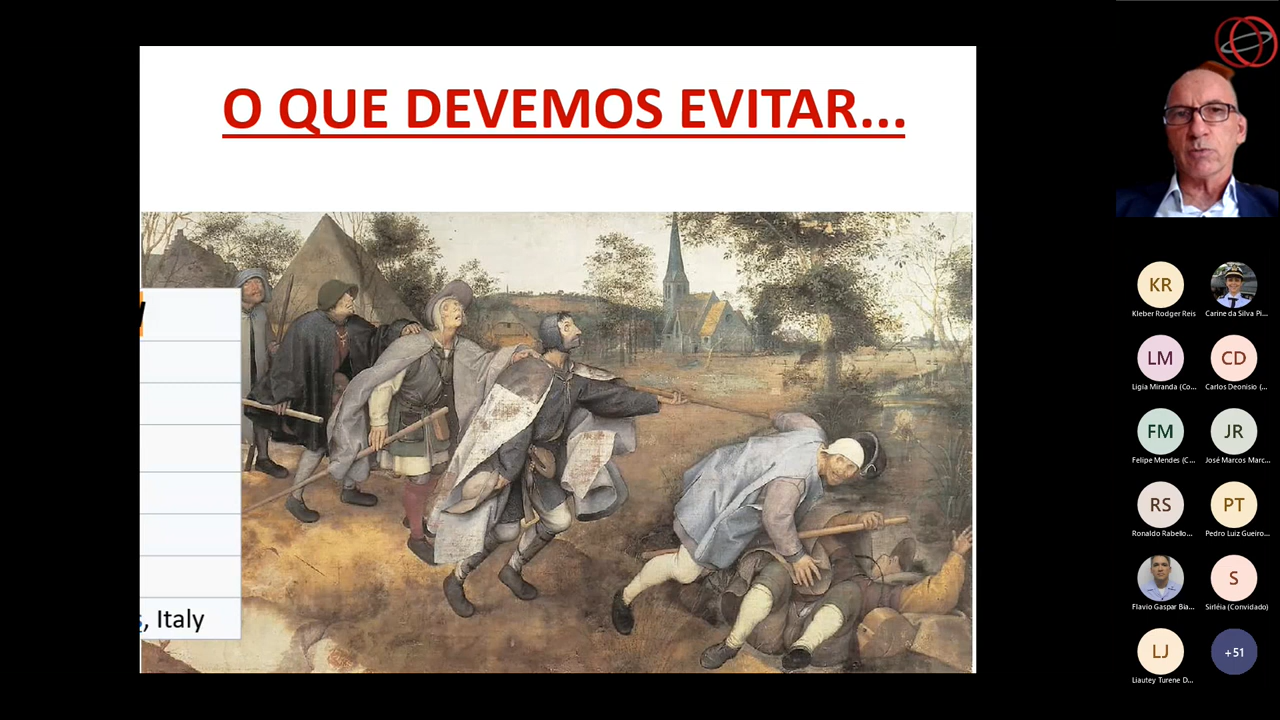 O QUE DEVEMOS EVITAR...
, Italy
KR
Kleber Rodger Reis
Carine da Silva Pi...
LM
Ligia Miranda (Co...
CD
Carlos Deonisio (...
FM
Felipe Mendes (C...
JR
José Marcos Marc...
RS
Ronaldo Rabello...
PT
Pedro Luiz Gueiro...
Flavio Gaspar Bia...
S
Sirléia (Convidado)
LJ
Liautey Turene D...
+51